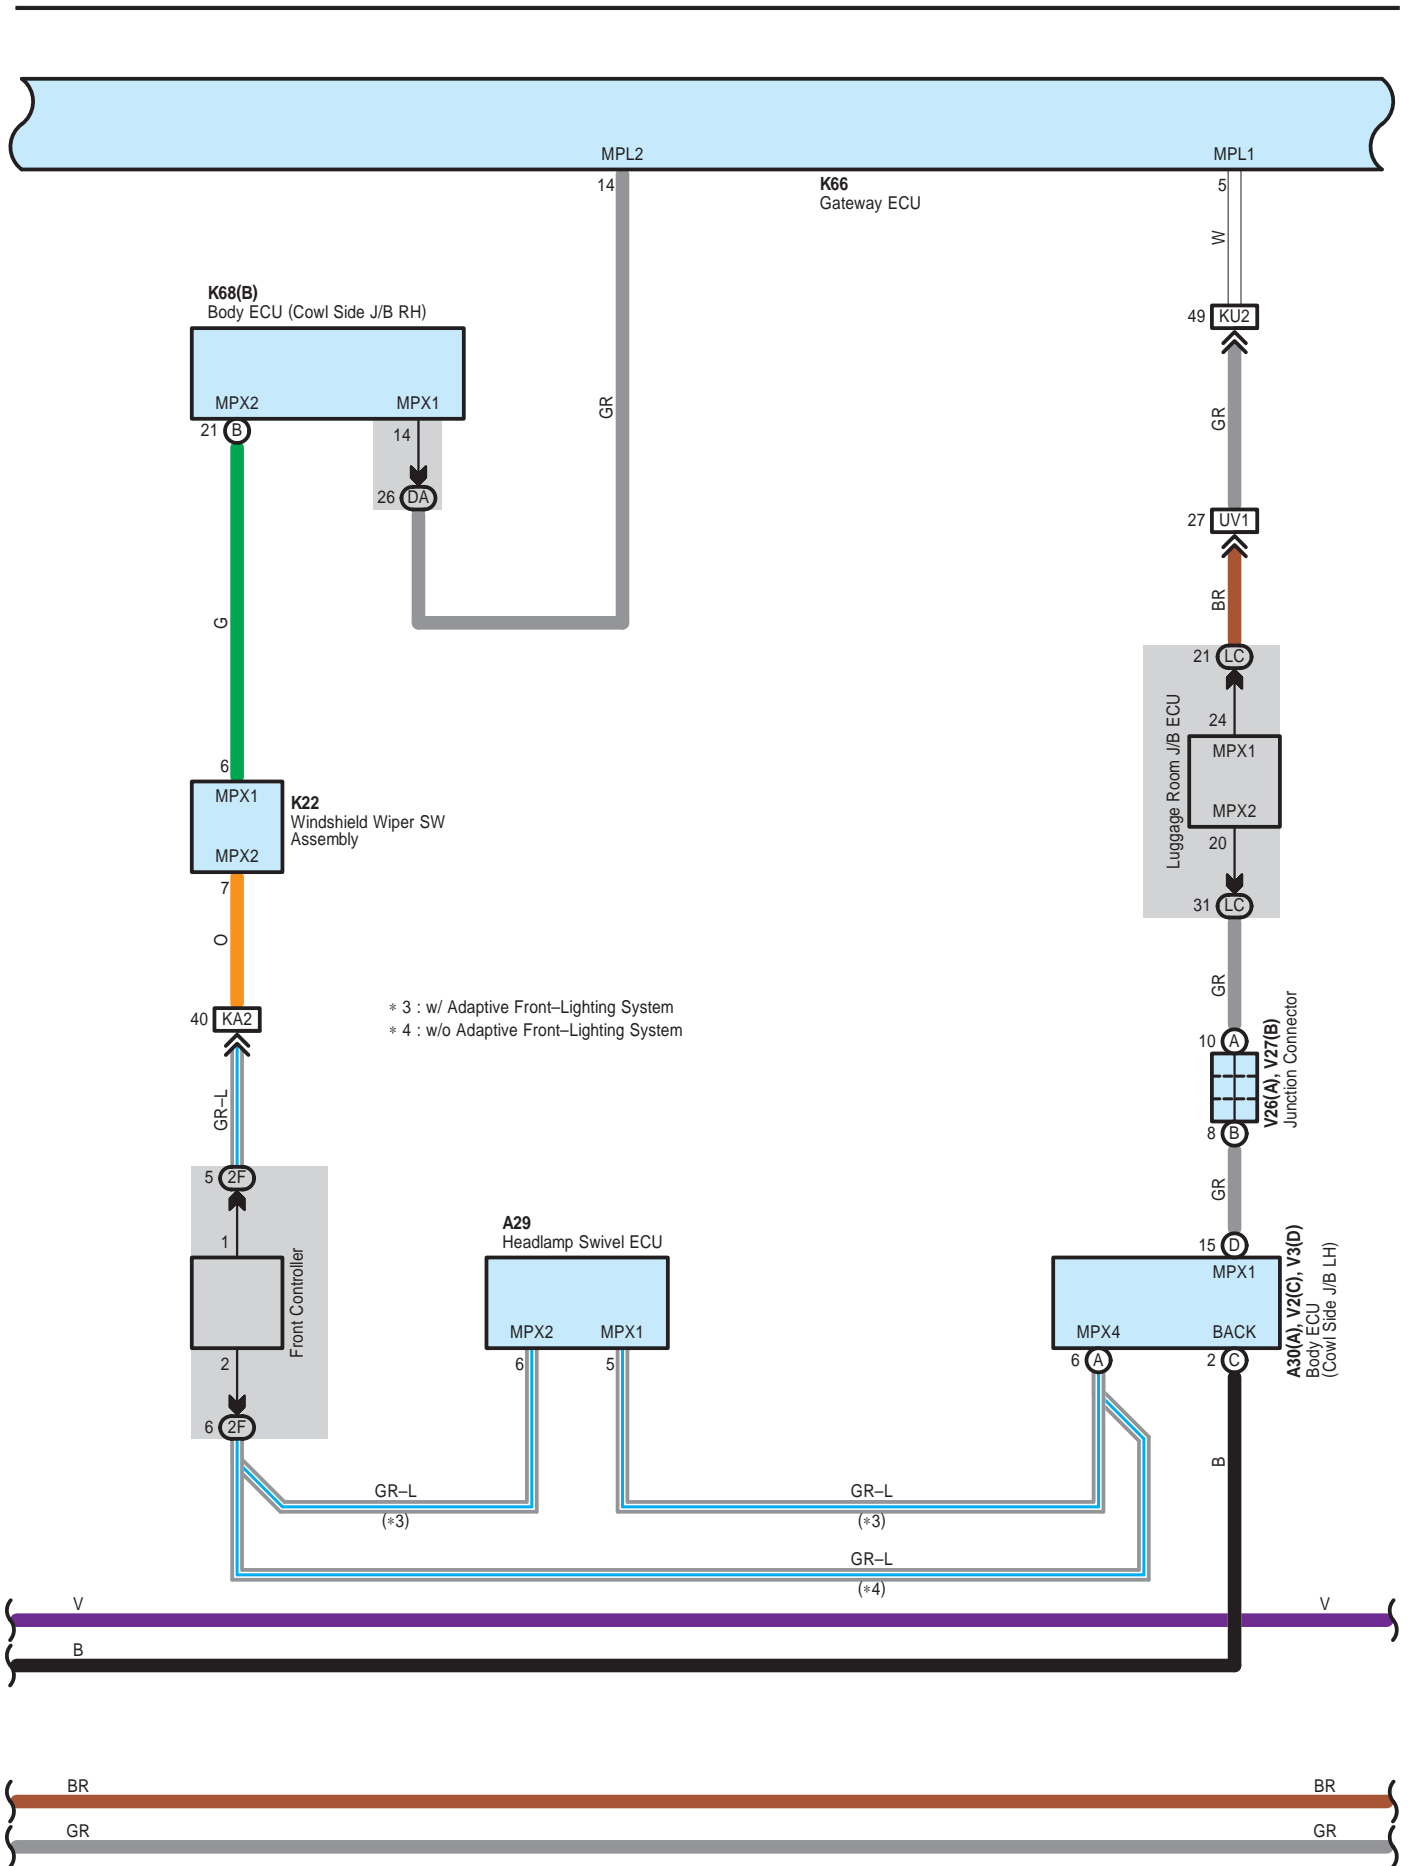 MPL2
MPL1
14
K66
Gateway ECU
5
W
K68(B)
Body ECU (Cowl Side J/B RH)
49 KU2
MPX2
MPX1
GR
GR
21 B
14
26 DA
27 UV1
G
BR
21 LC
24
Luggage Room J/B ECU
MPX1
MPX2
20
31 LC
6
MPX1
K22
Windshield Wiper SW
Assembly
MPX2
7
O
GR
∗ 3 : w/ Adaptive Front–Lighting System
∗ 4 : w/o Adaptive Front–Lighting System
40 KA2
10 A
V26(A), V27(B)
Junction Connector
8 B
GR–L
GR
5 2F
1
Front Controller
2
6 2F
A29
Headlamp Swivel ECU
MPX2
MPX1
6
5
15 D
MPX1
A30(A), V2(C), V3(D)
Body ECU
(Cowl Side J/B LH)
MPX4
BACK
6 A
2 C
B
GR–L
(∗3)
GR–L
(∗3)
GR–L
(∗4)
V
V
B
BR
BR
GR
GR